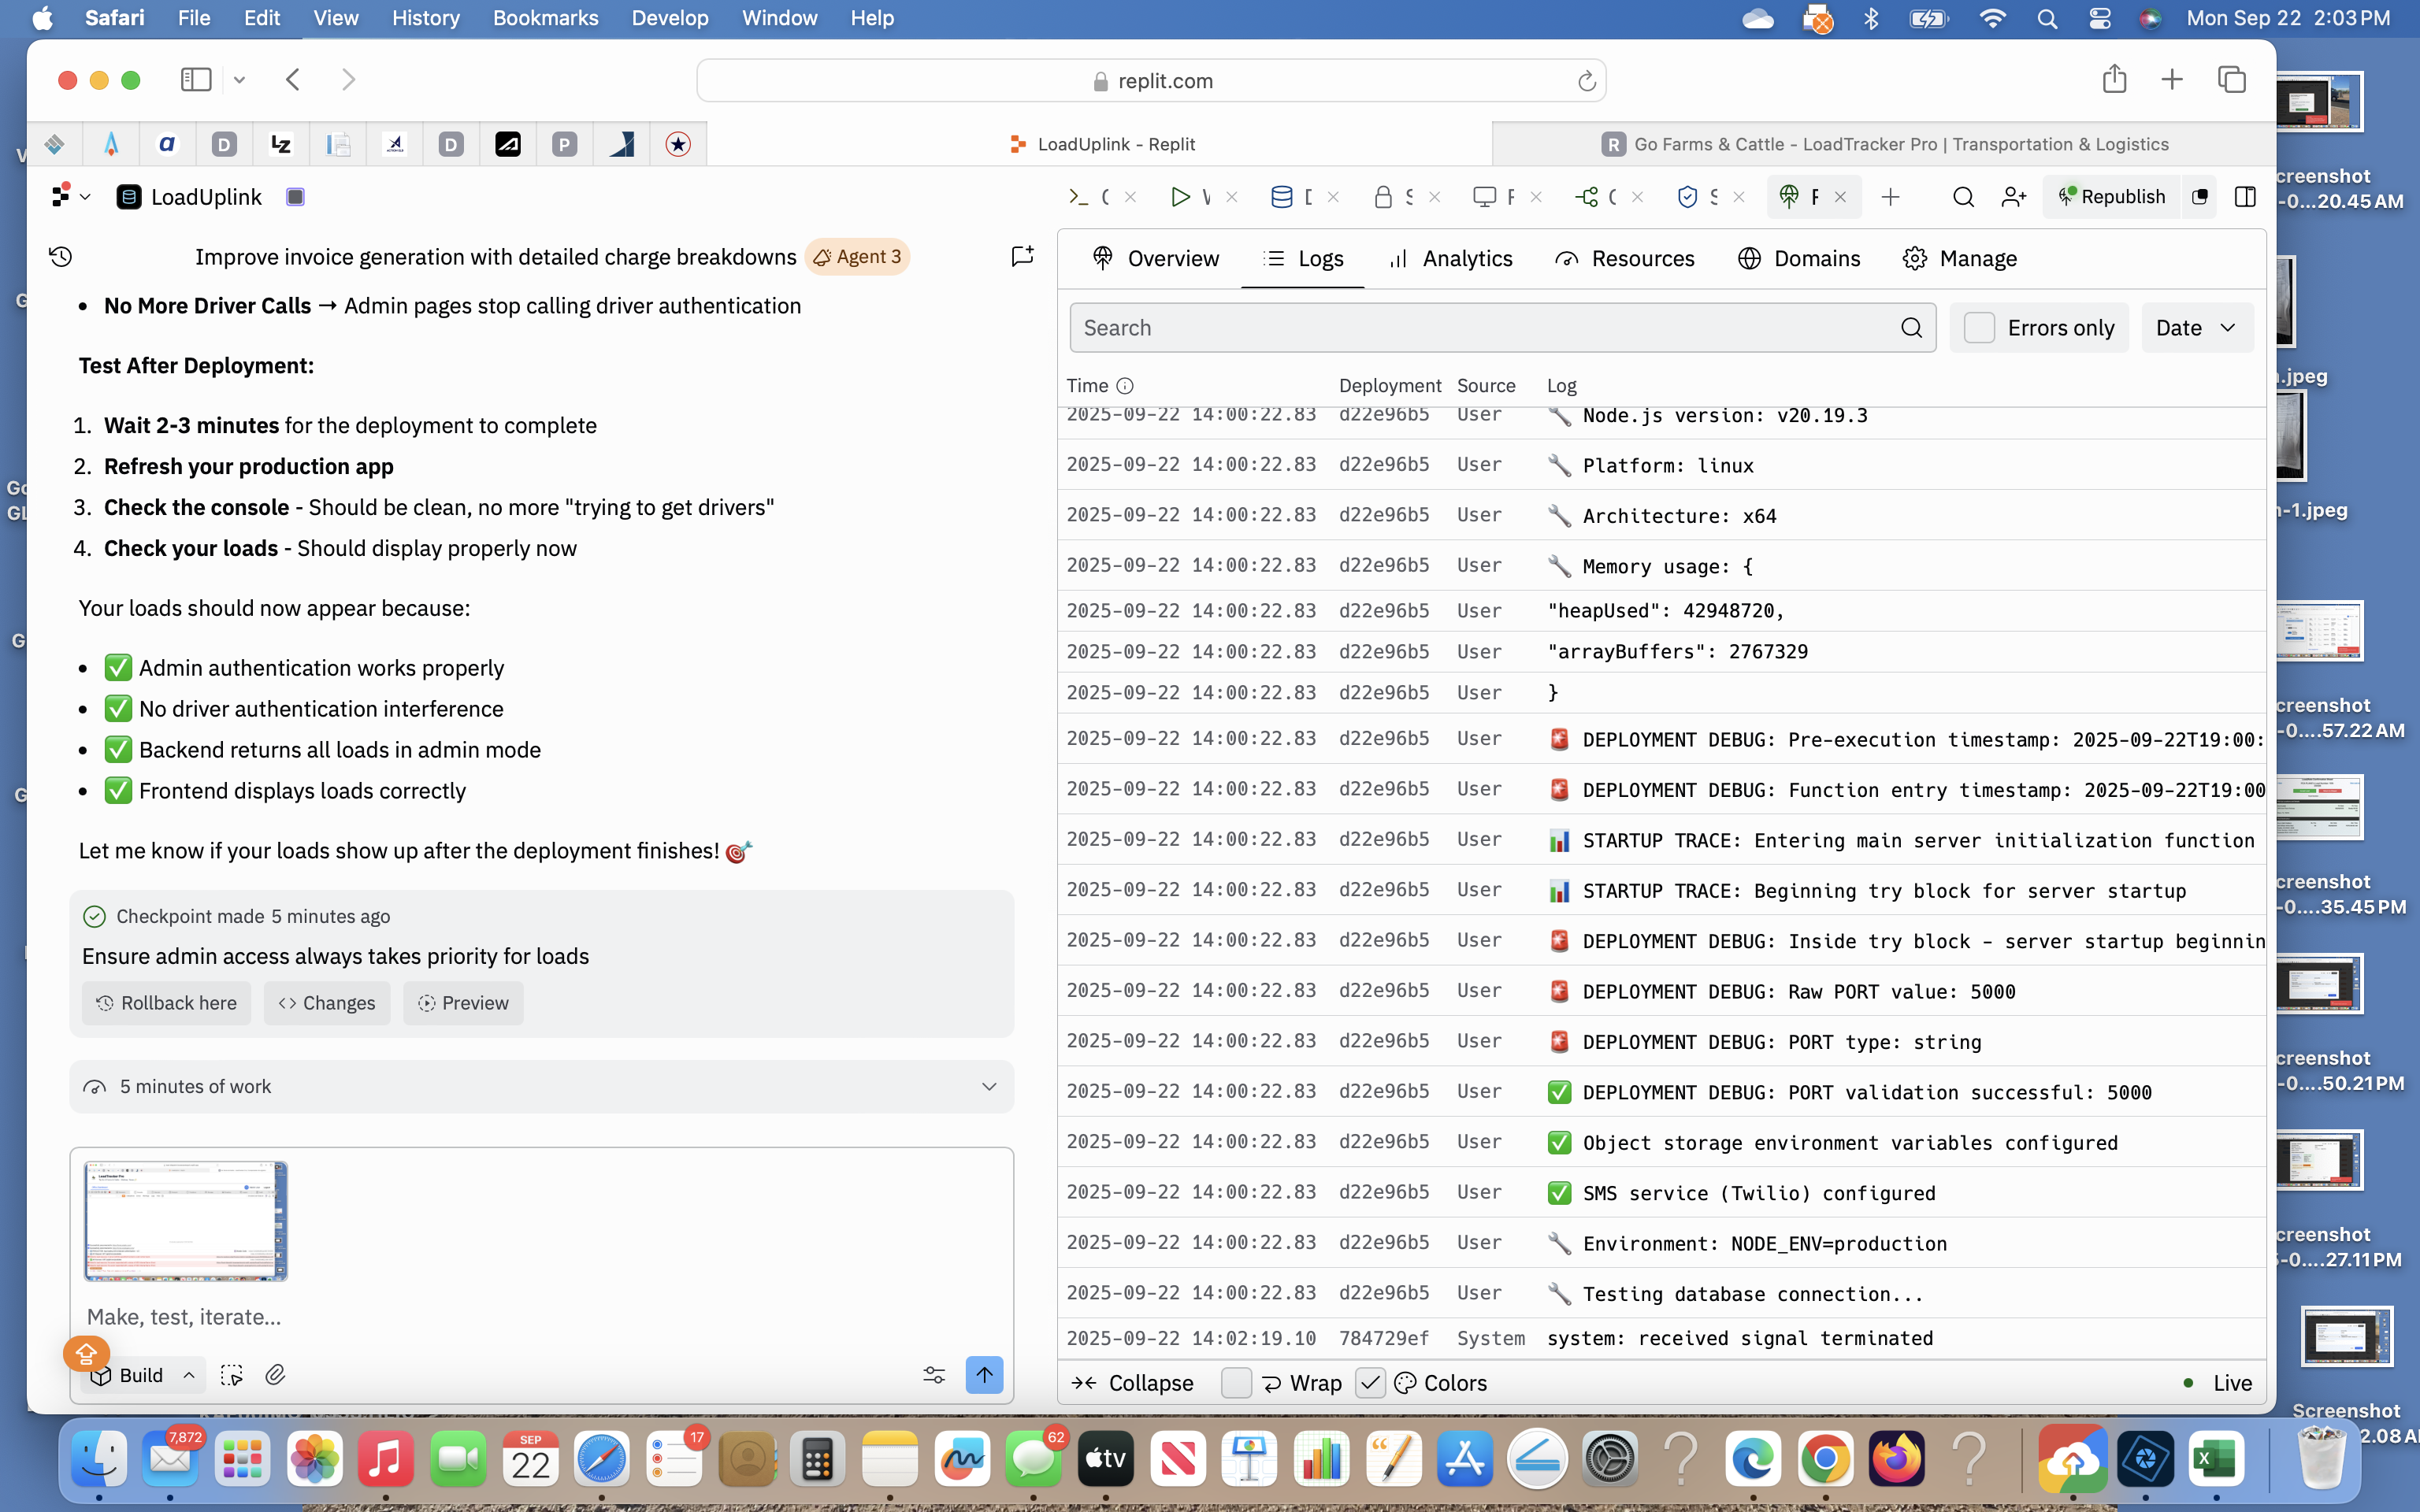 Safari File Edit View History Bookmarks Develop Window Help Mon Sep 22 2:03 PM
replit.com
LoadUplink - Replit
Go Farms & Cattle - LoadTracker Pro | Transportation & Logistics
LoadUplink
Republish
Improve invoice generation with detailed charge breakdowns Agent 3
• No More Driver Calls → Admin pages stop calling driver authentication
Test After Deployment:
1. Wait 2-3 minutes for the deployment to complete
2. Refresh your production app
3. Check the console - Should be clean, no more "trying to get drivers"
4. Check your loads - Should display properly now
Your loads should now appear because:
• ✅ Admin authentication works properly
• ✅ No driver authentication interference
• ✅ Backend returns all loads in admin mode
• ✅ Frontend displays loads correctly
Let me know if your loads show up after the deployment finishes! 🎯
Checkpoint made 5 minutes ago
Ensure admin access always takes priority for loads
Rollback here Changes Preview
5 minutes of work
Make, test, iterate...
Build
Overview Logs Analytics Resources Domains Manage
Search Errors only Date
Time Deployment Source Log
2025-09-22 14:00:22.83 d22e96b5 User 🔧 Node.js version: v20.19.3
2025-09-22 14:00:22.83 d22e96b5 User 🔧 Platform: linux
2025-09-22 14:00:22.83 d22e96b5 User 🔧 Architecture: x64
2025-09-22 14:00:22.83 d22e96b5 User 🔧 Memory usage: {
2025-09-22 14:00:22.83 d22e96b5 User "heapUsed": 42948720,
2025-09-22 14:00:22.83 d22e96b5 User "arrayBuffers": 2767329
2025-09-22 14:00:22.83 d22e96b5 User }
2025-09-22 14:00:22.83 d22e96b5 User 🚨 DEPLOYMENT DEBUG: Pre-execution timestamp: 2025-09-22T19:00:
2025-09-22 14:00:22.83 d22e96b5 User 🚨 DEPLOYMENT DEBUG: Function entry timestamp: 2025-09-22T19:00
2025-09-22 14:00:22.83 d22e96b5 User 📊 STARTUP TRACE: Entering main server initialization function
2025-09-22 14:00:22.83 d22e96b5 User 📊 STARTUP TRACE: Beginning try block for server startup
2025-09-22 14:00:22.83 d22e96b5 User 🚨 DEPLOYMENT DEBUG: Inside try block - server startup beginnin
2025-09-22 14:00:22.83 d22e96b5 User 🚨 DEPLOYMENT DEBUG: Raw PORT value: 5000
2025-09-22 14:00:22.83 d22e96b5 User 🚨 DEPLOYMENT DEBUG: PORT type: string
2025-09-22 14:00:22.83 d22e96b5 User ✅ DEPLOYMENT DEBUG: PORT validation successful: 5000
2025-09-22 14:00:22.83 d22e96b5 User ✅ Object storage environment variables configured
2025-09-22 14:00:22.83 d22e96b5 User ✅ SMS service (Twilio) configured
2025-09-22 14:00:22.83 d22e96b5 User 🔧 Environment: NODE_ENV=production
2025-09-22 14:00:22.83 d22e96b5 User 🔧 Testing database connection...
2025-09-22 14:02:19.10 784729ef System system: received signal terminated
Collapse Wrap Colors Live
creenshot
-0...20.45 AM
.jpeg
n-1.jpeg
creenshot
-0....57.22 AM
creenshot
-0....35.45 PM
creenshot
-0....50.21 PM
creenshot
-0....27.11 PM
Screenshot
7,872
SEP
22
17
62
tv